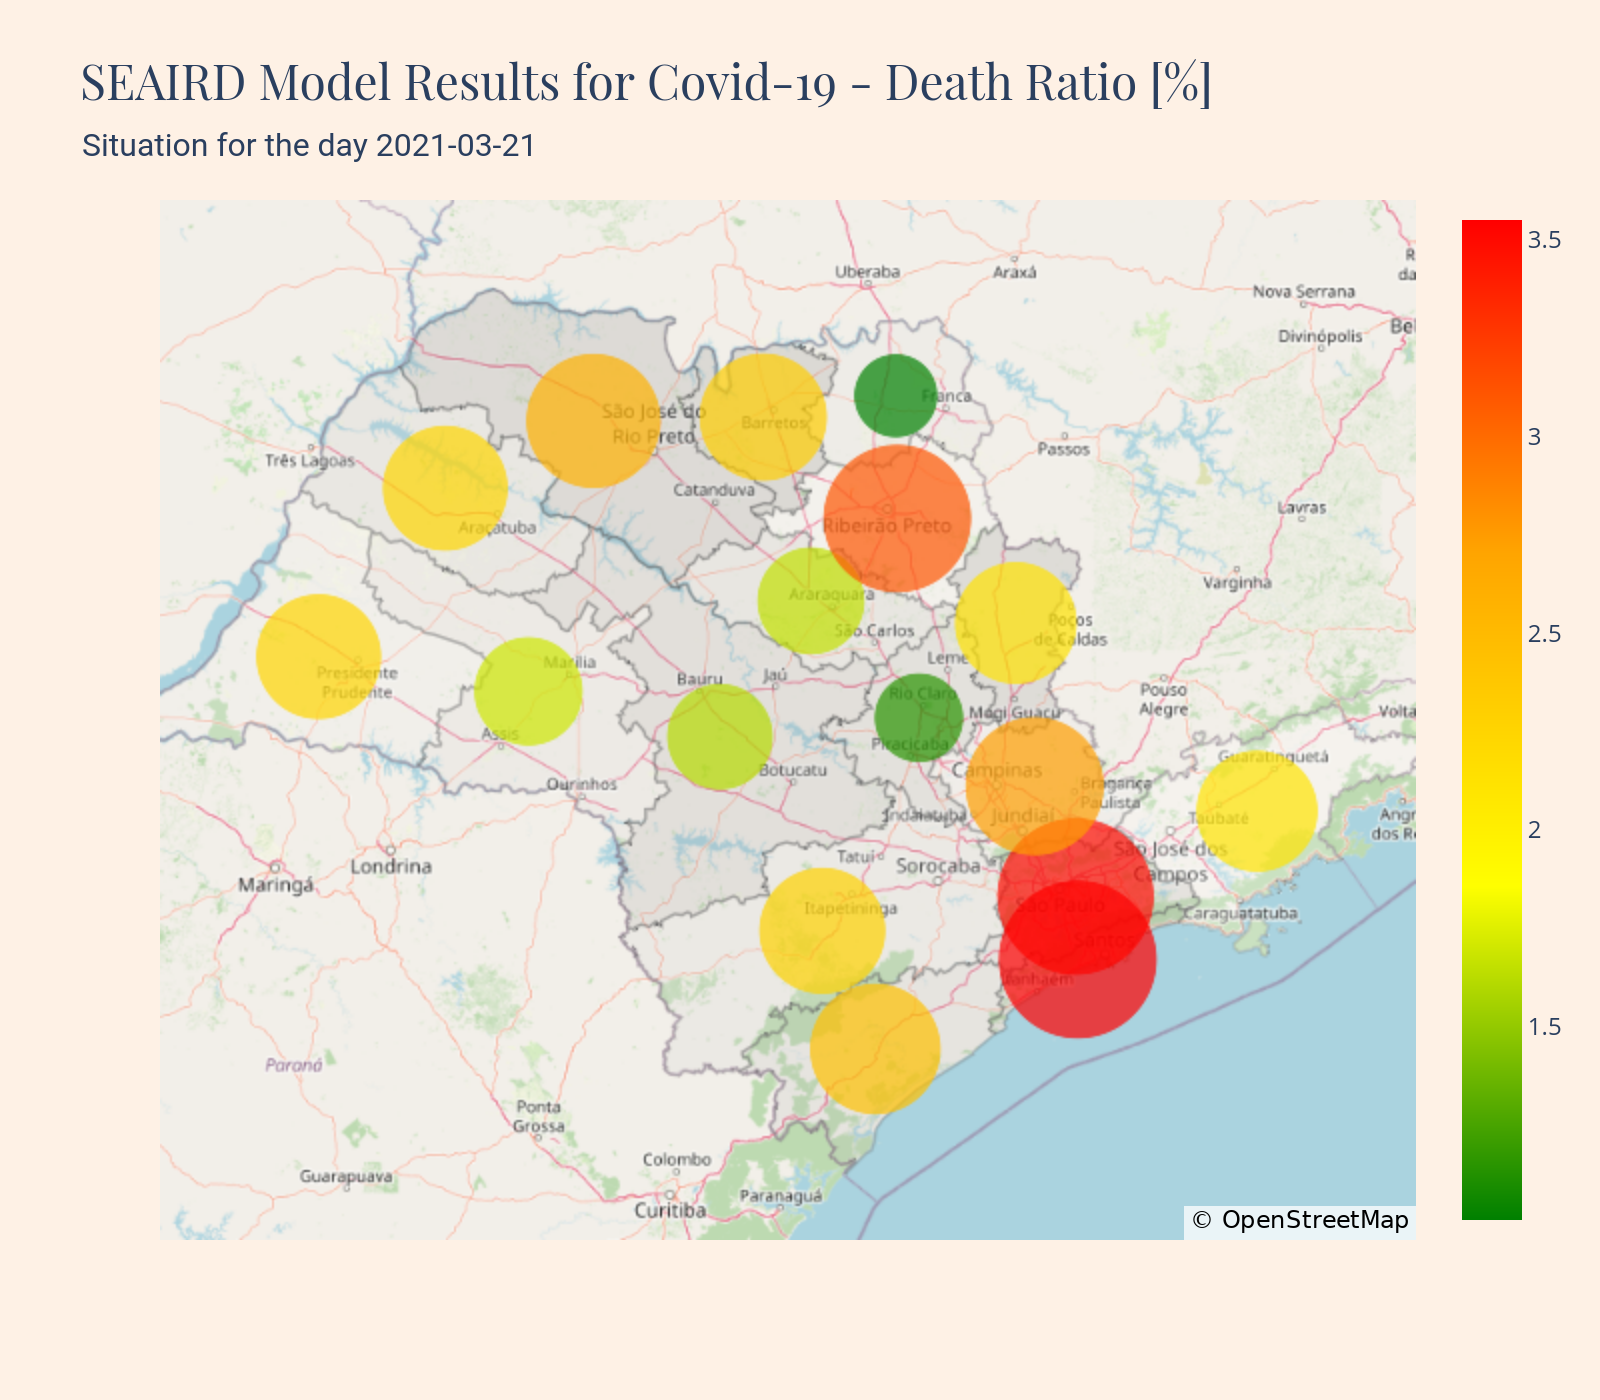 SEAIRD Model Results for Covid-19 - Death Ratio [%]
Situation for the day 2021-03-21
3.5
3
2.5
2
1.5
Uberaba
Araxá
Nova Serrana
Divinópolis
Franca
São José do
Rio Preto
Barretos
Passos
Três Lagoas
Catanduva
Araçatuba
Ribeirão Preto
Lavras
Varginha
Araraquara
São Carlos
Poços
de Caldas
Leme
Marília
Presidente
Prudente
Bauru
Jaú
Rio Claro
Pouso
Alegre
Mogi Guaçu
Volta
Assis
Piracicaba
Guaratinguetá
Botucatu
Campinas
Ourinhos
Bragança
Paulista
Indaiatuba
Jundiaí
Taubaté
Angr
dos Re
Londrina
Maringá
Tatuí
Sorocaba
São José dos
Campos
São Paulo
Itapetininga
Caraguatatuba
Santos
Itanhaém
Paraná
Ponta
Grossa
Guarapuava
Colombo
Curitiba
Paranaguá
© OpenStreetMap